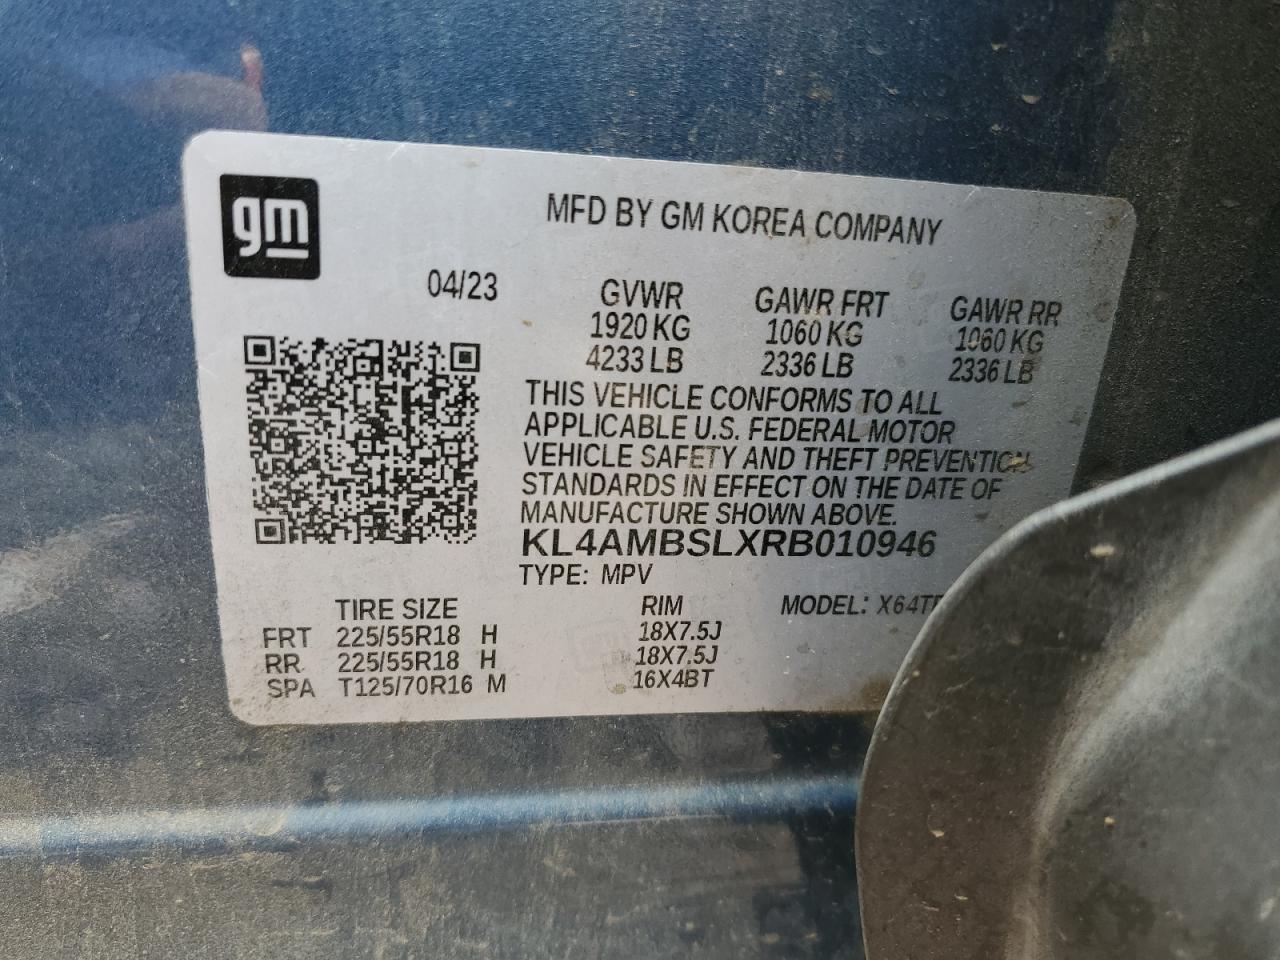 gm
MFD BY GM KOREA COMPANY
04/23
GVWR GAWR FRT GAWR RR
1920 KG 1060 KG 1060 KG
4233 LB 2336 LB 2336 LB
THIS VEHICLE CONFORMS TO ALL
APPLICABLE U.S. FEDERAL MOTOR
VEHICLE SAFETY AND THEFT PREVENTION
STANDARDS IN EFFECT ON THE DATE OF
MANUFACTURE SHOWN ABOVE.
KL4AMBSLXRB010946
TYPE: MPV
TIRE SIZE RIM MODEL:
FRT 225/55R18 H 18X7.5J
RR 225/55R18 H 18X7.5J
SPA T125/70R16 M 16X4BT